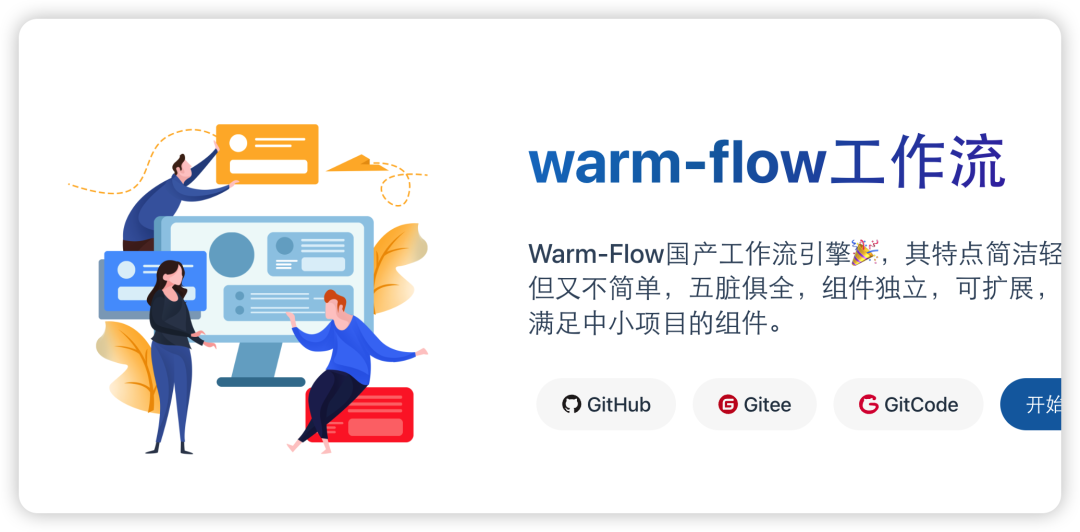 warm-flow工作流
Warm-Flow国产工作流引擎🎉，其特点简洁轻
但又不简单，五脏俱全，组件独立，可扩展，
满足中小项目的组件。
GitHub
Gitee
GitCode
开始